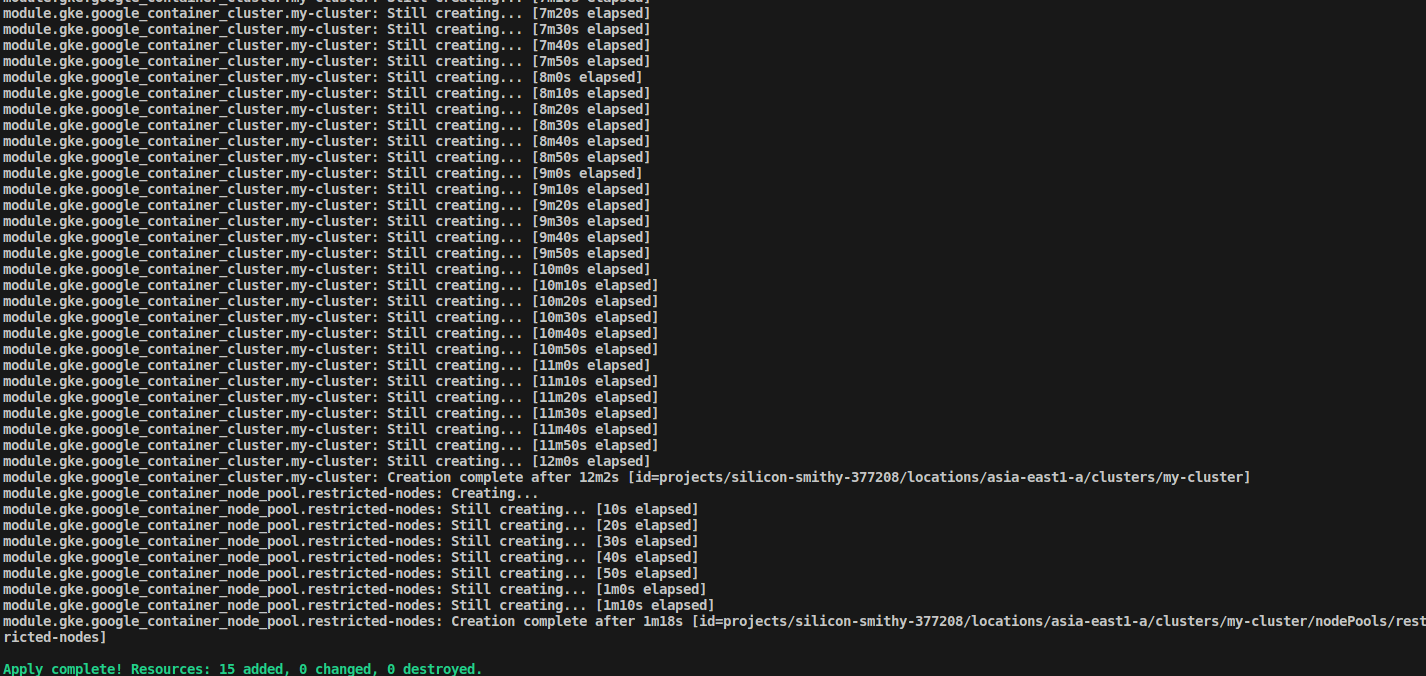 module.gke.google_container_cluster.my-cluster: Still creating... [7m20s elapsed]
module.gke.google_container_cluster.my-cluster: Still creating... [7m30s elapsed]
module.gke.google_container_cluster.my-cluster: Still creating... [7m40s elapsed]
module.gke.google_container_cluster.my-cluster: Still creating... [7m50s elapsed]
module.gke.google_container_cluster.my-cluster: Still creating... [8m0s elapsed]
module.gke.google_container_cluster.my-cluster: Still creating... [8m10s elapsed]
module.gke.google_container_cluster.my-cluster: Still creating... [8m20s elapsed]
module.gke.google_container_cluster.my-cluster: Still creating... [8m30s elapsed]
module.gke.google_container_cluster.my-cluster: Still creating... [8m40s elapsed]
module.gke.google_container_cluster.my-cluster: Still creating... [8m50s elapsed]
module.gke.google_container_cluster.my-cluster: Still creating... [9m0s elapsed]
module.gke.google_container_cluster.my-cluster: Still creating... [9m10s elapsed]
module.gke.google_container_cluster.my-cluster: Still creating... [9m20s elapsed]
module.gke.google_container_cluster.my-cluster: Still creating... [9m30s elapsed]
module.gke.google_container_cluster.my-cluster: Still creating... [9m40s elapsed]
module.gke.google_container_cluster.my-cluster: Still creating... [9m50s elapsed]
module.gke.google_container_cluster.my-cluster: Still creating... [10m0s elapsed]
module.gke.google_container_cluster.my-cluster: Still creating... [10m10s elapsed]
module.gke.google_container_cluster.my-cluster: Still creating... [10m20s elapsed]
module.gke.google_container_cluster.my-cluster: Still creating... [10m30s elapsed]
module.gke.google_container_cluster.my-cluster: Still creating... [10m40s elapsed]
module.gke.google_container_cluster.my-cluster: Still creating... [10m50s elapsed]
module.gke.google_container_cluster.my-cluster: Still creating... [11m0s elapsed]
module.gke.google_container_cluster.my-cluster: Still creating... [11m10s elapsed]
module.gke.google_container_cluster.my-cluster: Still creating... [11m20s elapsed]
module.gke.google_container_cluster.my-cluster: Still creating... [11m30s elapsed]
module.gke.google_container_cluster.my-cluster: Still creating... [11m40s elapsed]
module.gke.google_container_cluster.my-cluster: Still creating... [11m50s elapsed]
module.gke.google_container_cluster.my-cluster: Still creating... [12m0s elapsed]
module.gke.google_container_cluster.my-cluster: Creation complete after 12m2s [id=projects/silicon-smithy-377208/locations/asia-east1-a/clusters/my-cluster]
module.gke.google_container_node_pool.restricted-nodes: Creating...
module.gke.google_container_node_pool.restricted-nodes: Still creating... [10s elapsed]
module.gke.google_container_node_pool.restricted-nodes: Still creating... [20s elapsed]
module.gke.google_container_node_pool.restricted-nodes: Still creating... [30s elapsed]
module.gke.google_container_node_pool.restricted-nodes: Still creating... [40s elapsed]
module.gke.google_container_node_pool.restricted-nodes: Still creating... [50s elapsed]
module.gke.google_container_node_pool.restricted-nodes: Still creating... [1m0s elapsed]
module.gke.google_container_node_pool.restricted-nodes: Still creating... [1m10s elapsed]
module.gke.google_container_node_pool.restricted-nodes: Creation complete after 1m18s [id=projects/silicon-smithy-377208/locations/asia-east1-a/clusters/my-cluster/nodePools/rest
ricted-nodes]
Apply complete! Resources: 15 added, 0 changed, 0 destroyed.